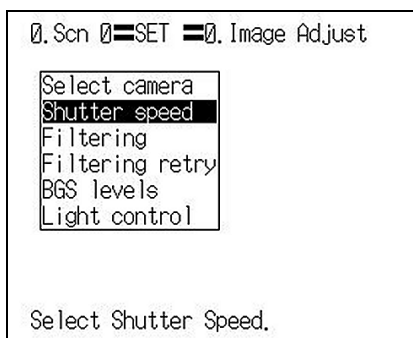 0.Scn 0=SET =0.Image Adjust
Select camera
Shutter speed
Filtering
Filtering retry
BGS levels
Light control
Select Shutter Speed.